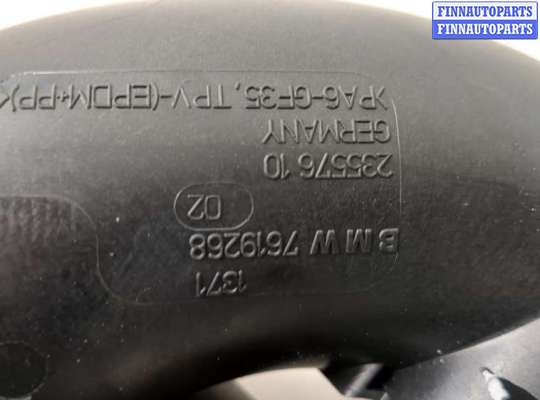 FINNAUTOPARTS
FINNAUTOPARTS
1371
BMW 7619268
02
235576 10
GERMANY
>PA6-GF35, TPV-(EPDM+PP)<